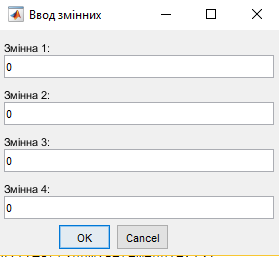 Ввод змінних
Змінна 1:
0
Змінна 2:
0
Змінна 3:
0
Змінна 4:
0
OK Cancel